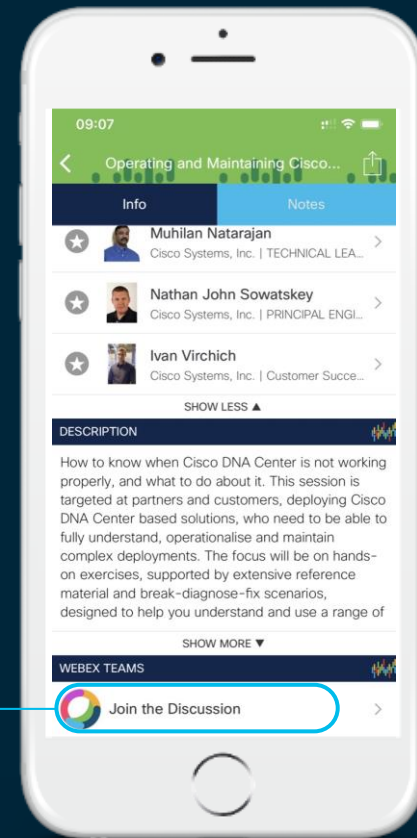 09:07
Operating and Maintaining Cisco...
Info
Notes
Muhilan Natarajan
Cisco Systems, Inc. | TECHNICAL LEA...
Nathan John Sowatskey
Cisco Systems, Inc. | PRINCIPAL ENGI...
Ivan Virchich
Cisco Systems, Inc. | Customer Succe...
SHOW LESS ▲
DESCRIPTION
How to know when Cisco DNA Center is not working
properly, and what to do about it. This session is
targeted at partners and customers, deploying Cisco
DNA Center based solutions, who need to be able to
fully understand, operationalise and maintain
complex deployments. The focus will be on hands-
on exercises, supported by extensive reference
material and break-diagnose-fix scenarios,
designed to help you understand and use a range of
SHOW MORE ▼
WEBEX TEAMS
Join the Discussion